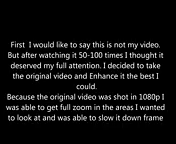 First I would like to say this is not my video.
But after watching it 50-100 times I thought it
deserved my full attention. I decided to take
the original video and Enhance it the best I
could.
Because the original video was shot in 1080p I
was able to get full zoom in the areas I wanted
to look at and was able to slow it down frame